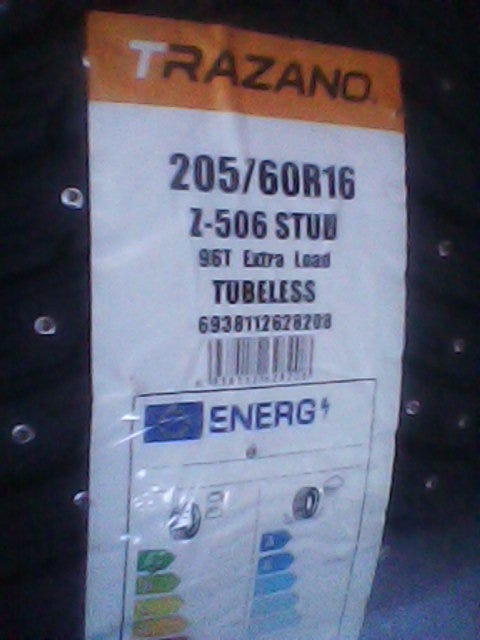 TRAZANO
205/60R16
Z-506 STUD
96T Extra Load
TUBELESS
6938112628208
ENERG